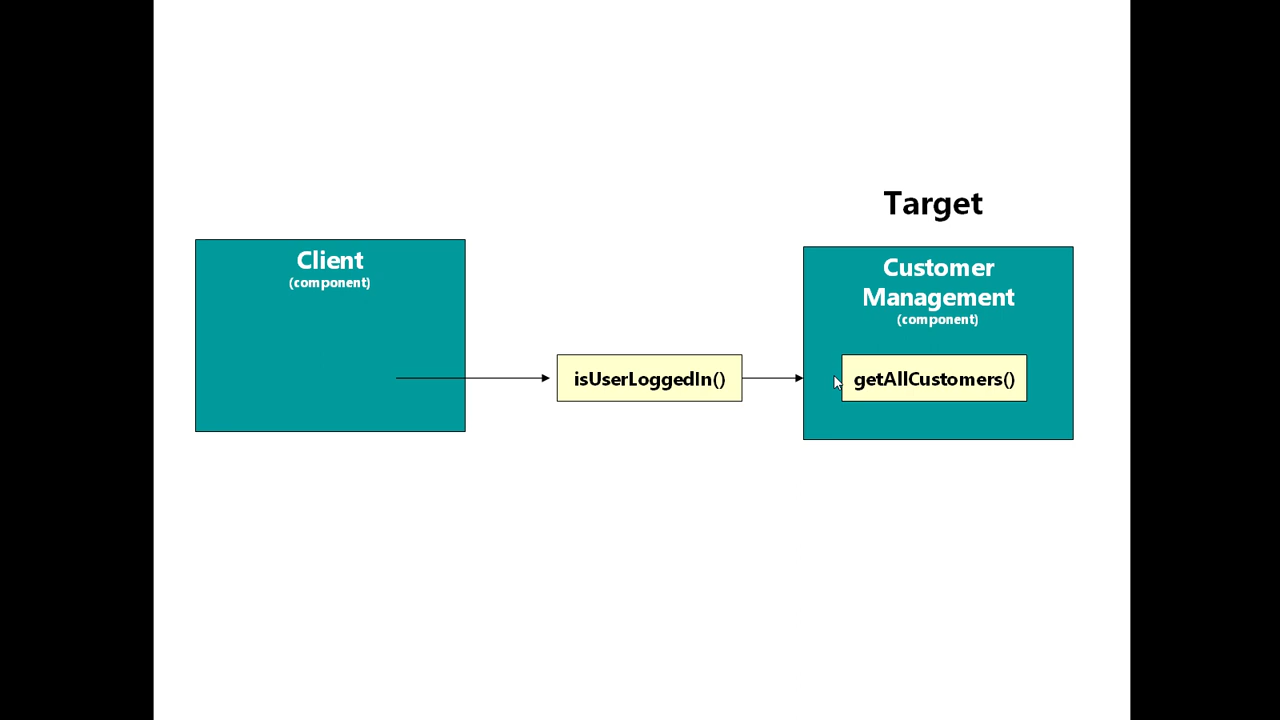 Target
Client
(component)
Customer
Management
(component)
isUserLoggedIn()
getAllCustomers()